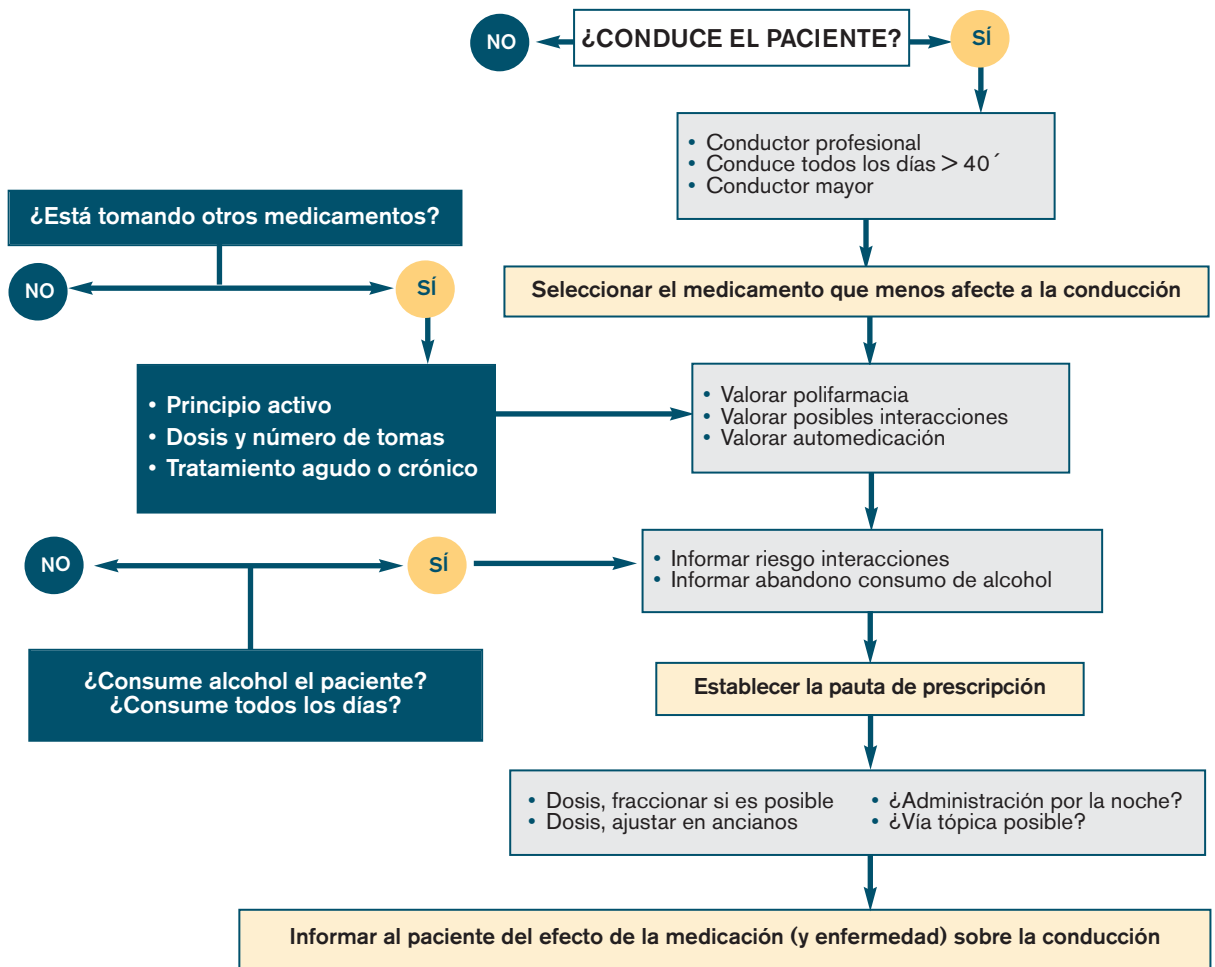 NO
¿CONDUCE EL PACIENTE?
SÍ
• Conductor profesional
• Conduce todos los días > 40´
• Conductor mayor
¿Está tomando otros medicamentos?
NO
SÍ
Seleccionar el medicamento que menos afecte a la conducción
• Principio activo
• Dosis y número de tomas
• Tratamiento agudo o crónico
• Valorar polifarmacia
• Valorar posibles interacciones
• Valorar automedicación
NO
SÍ
• Informar riesgo interacciones
• Informar abandono consumo de alcohol
¿Consume alcohol el paciente?
¿Consume todos los días?
Establecer la pauta de prescripción
• Dosis, fraccionar si es posible
• Dosis, ajustar en ancianos
• ¿Administración por la noche?
• ¿Vía tópica posible?
Informar al paciente del efecto de la medicación (y enfermedad) sobre la conducción